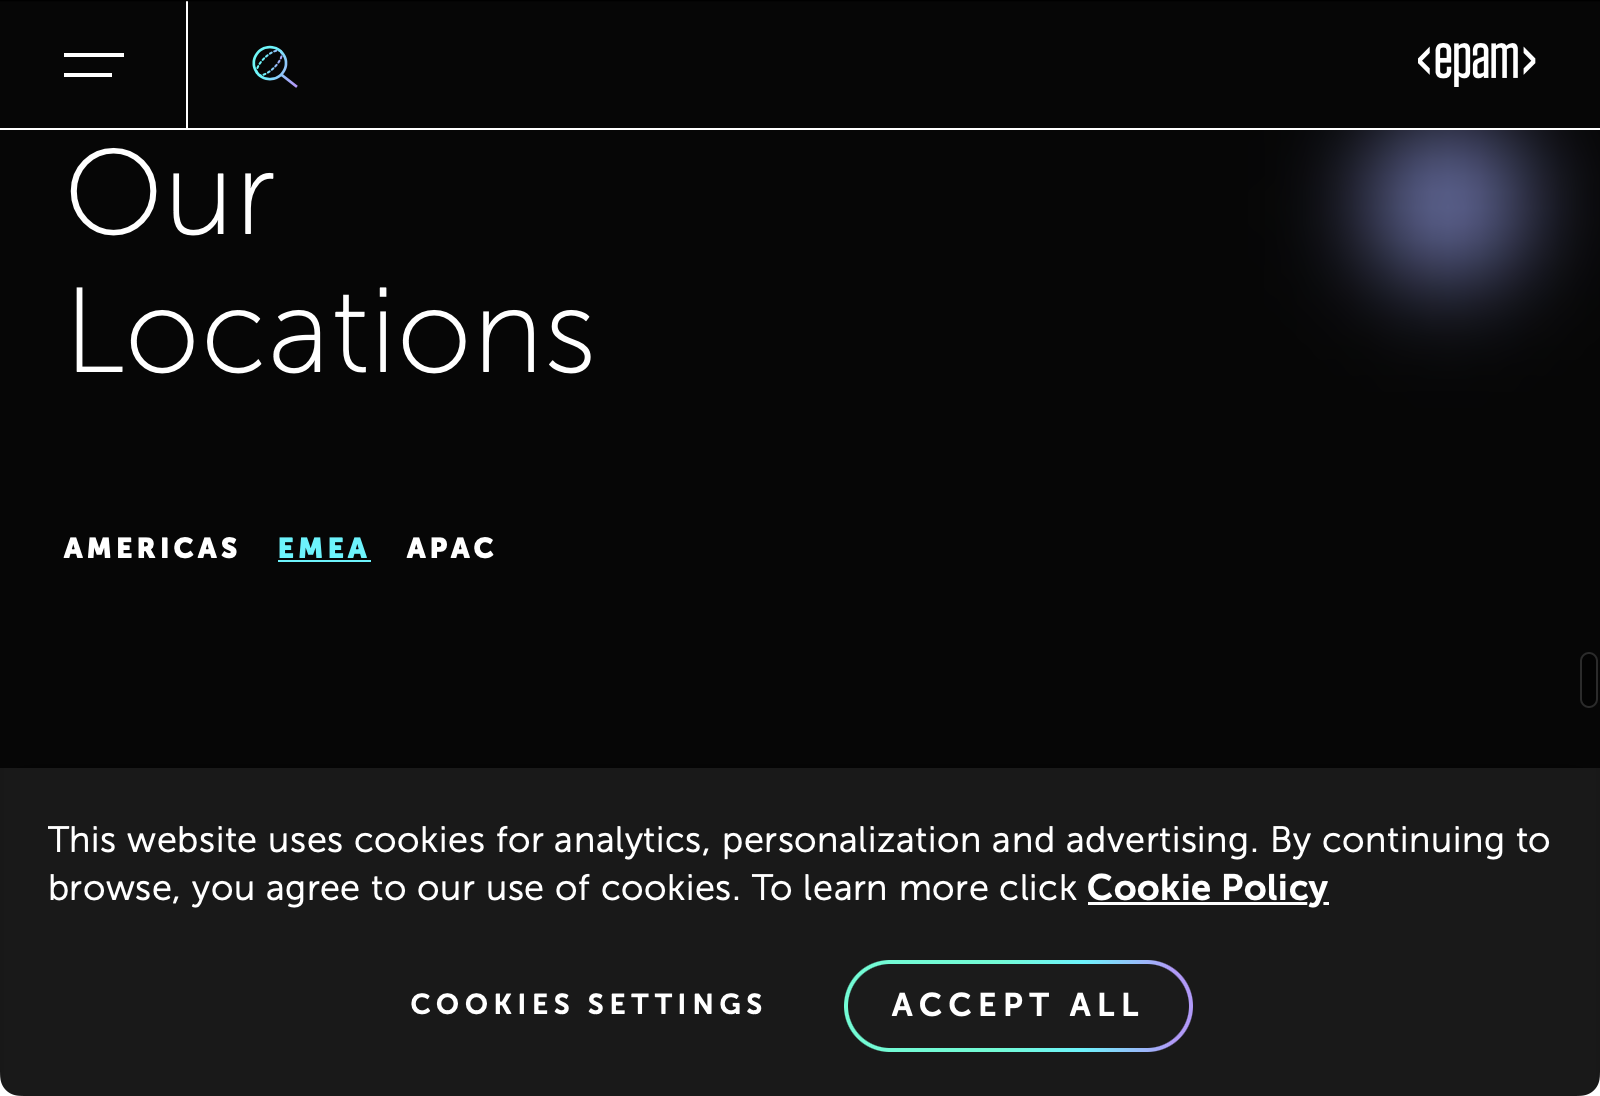 <epam>
Our
Locations
AMERICAS EMEA APAC
This website uses cookies for analytics, personalization and advertising. By continuing to
browse, you agree to our use of cookies. To learn more click Cookie Policy
COOKIES SETTINGS ACCEPT ALL